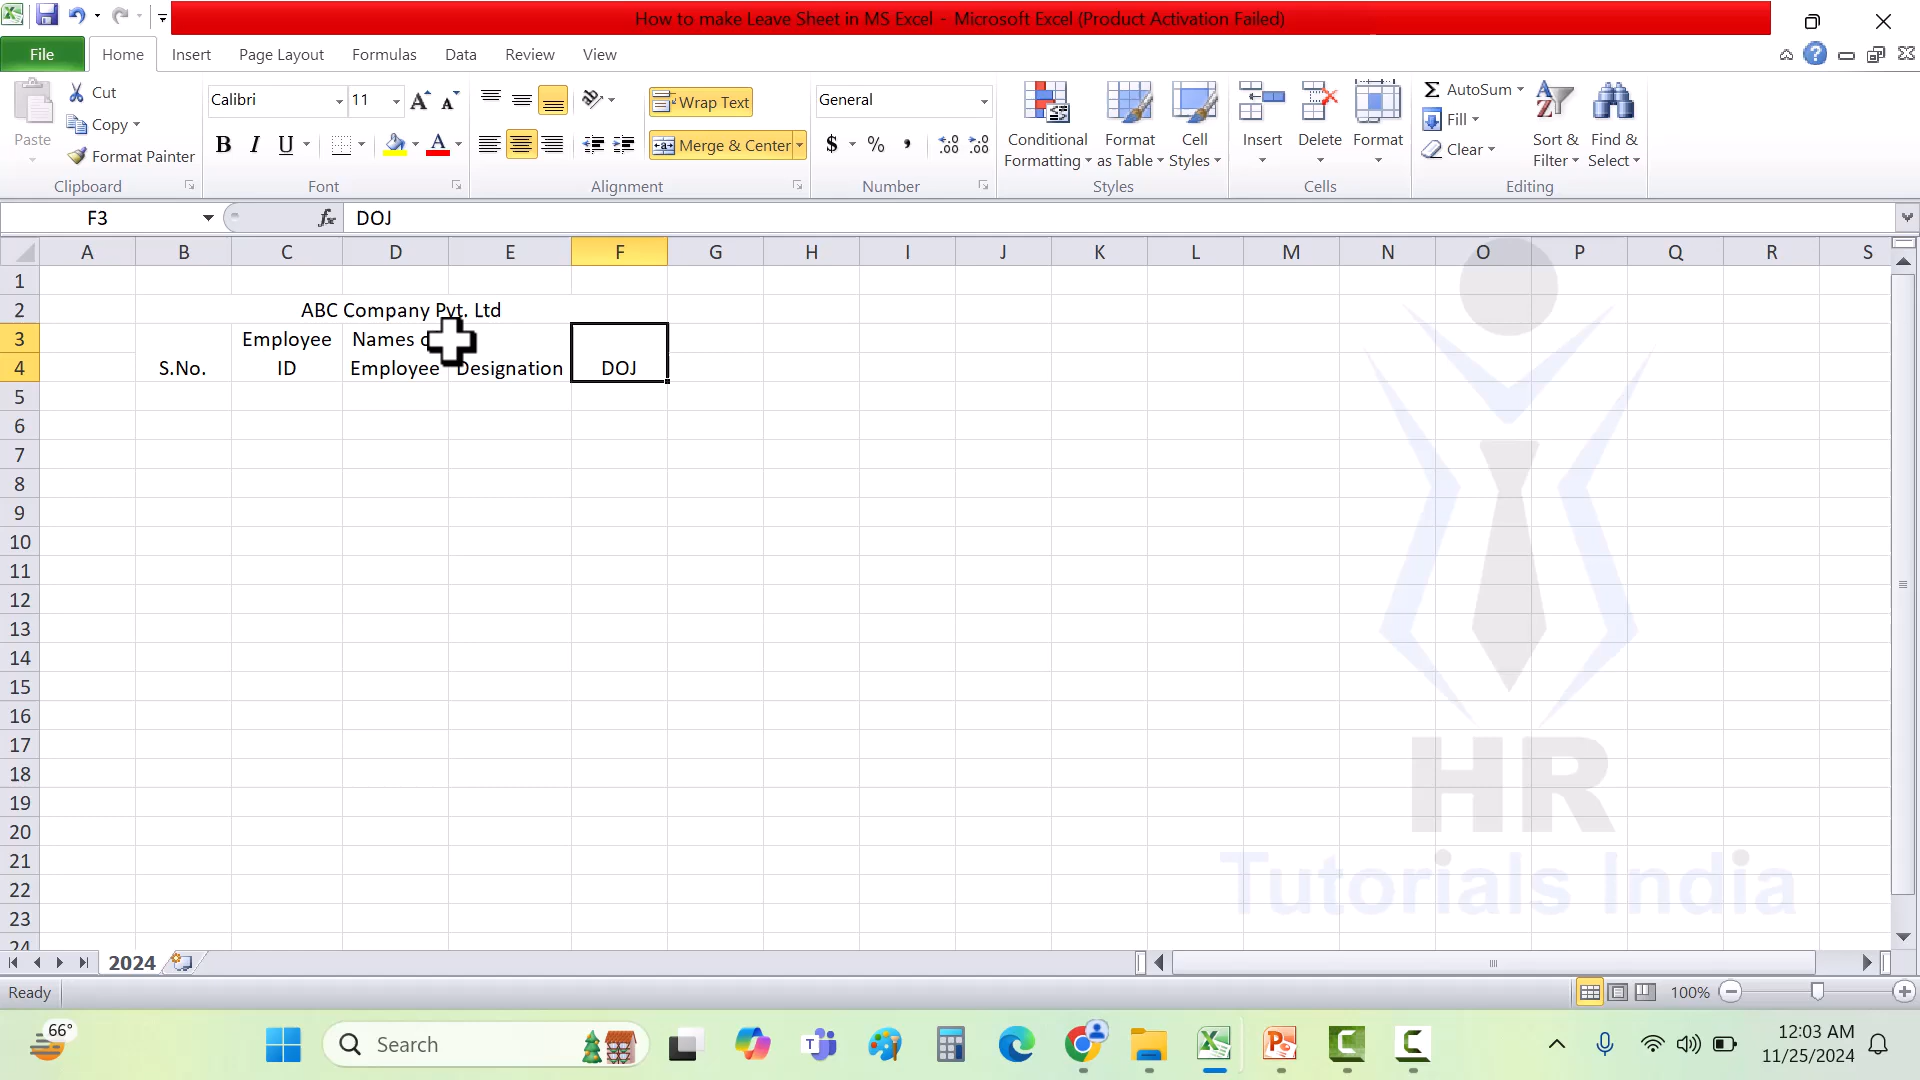 How to make Leave Sheet in MS Excel - Microsoft Excel (Product Activation Failed)
File Home Insert Page Layout Formulas Data Review View
Paste
Cut
Copy
Format Painter
Clipboard
Calibri 11
B I U
Font
Wrap Text
Merge & Center
Alignment
General
$ % ,
Number
Conditional Formatting
Format as Table
Cell Styles
Styles
Insert
Delete
Format
Cells
AutoSum
Fill
Clear
Sort & Filter
Find & Select
Editing
F3 fx DOJ
A B C D E F G H I J K L M N O P Q R S
1
2 ABC Company Pvt. Ltd
3 Employee Names
4 S.No. ID Employee Designation DOJ
5
6
7
8
9
10
11
12
13
14
15
16
17
18
19
20
21
22
23
24
HR
Tutorials India
2024
Ready 100%
66°
Search
12:03 AM
11/25/2024